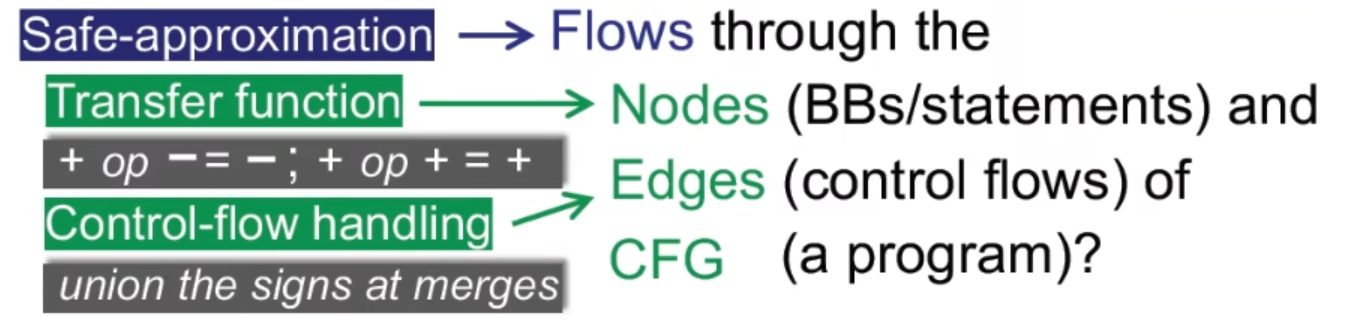 Safe-approximation → Flows through the
Transfer function → Nodes (BBs/statements) and
+ op − = − ; + op + = +
Edges (control flows) of
Control-flow handling →
CFG (a program)?
union the signs at merges